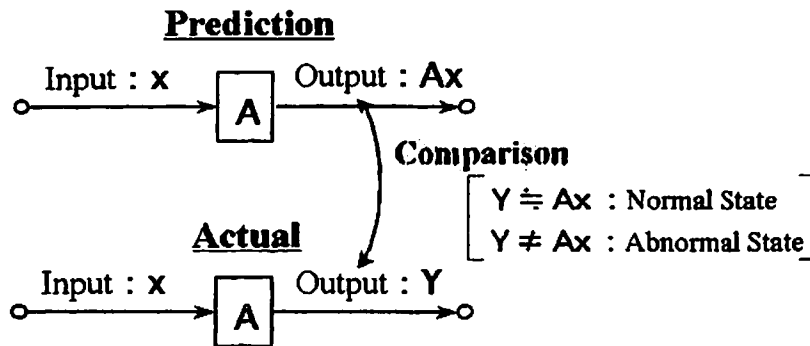 Prediction
Input : x
Output : Ax
A
Comparison
Y ≒ Ax : Normal State
Y ≠ Ax : Abnormal State
Actual
Input : x
Output : Y
A